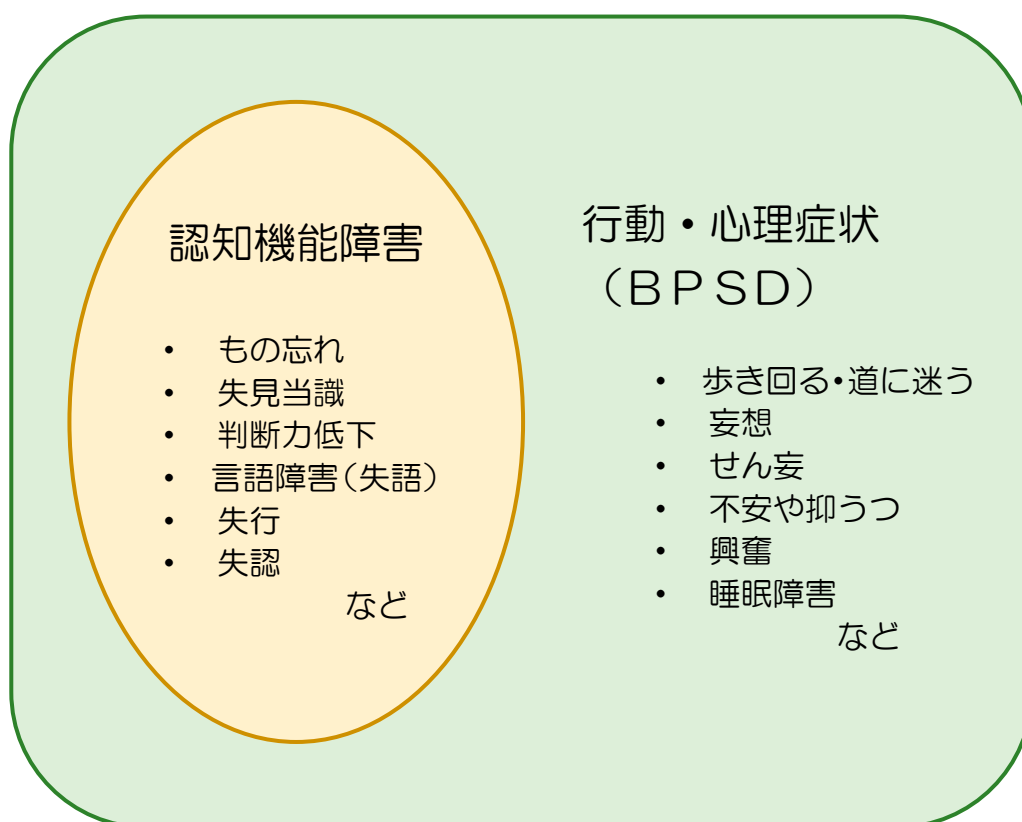 認知機能障害
• もの忘れ
• 失見当識
• 判断力低下
• 言語障害(失語)
• 失行
• 失認
など
行動・心理症状
（ＢＰＳＤ）
• 歩き回る・道に迷う
• 妄想
• せん妄
• 不安や抑うつ
• 興奮
• 睡眠障害
など